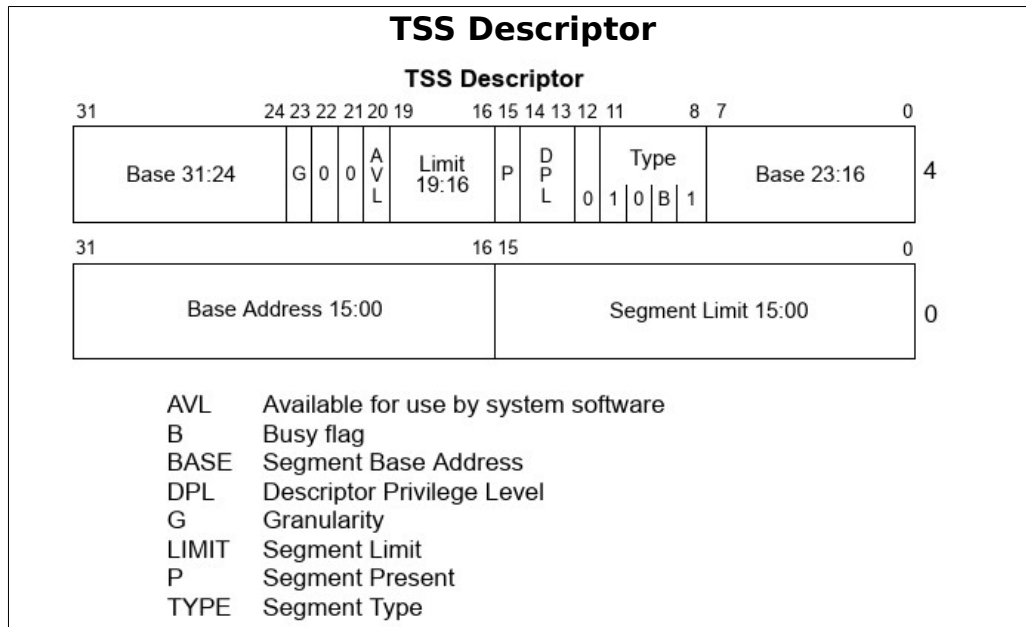 TSS Descriptor
TSS Descriptor
31 24 23 22 21 20 19 16 15 14 13 12 11 8 7 0
Base 31:24 G 0 0 AVL Limit 19:16 P DPL 0 Type 1 0 B 1 Base 23:16 4
31 16 15 0
Base Address 15:00 Segment Limit 15:00 0
AVL Available for use by system software
B Busy flag
BASE Segment Base Address
DPL Descriptor Privilege Level
G Granularity
LIMIT Segment Limit
P Segment Present
TYPE Segment Type